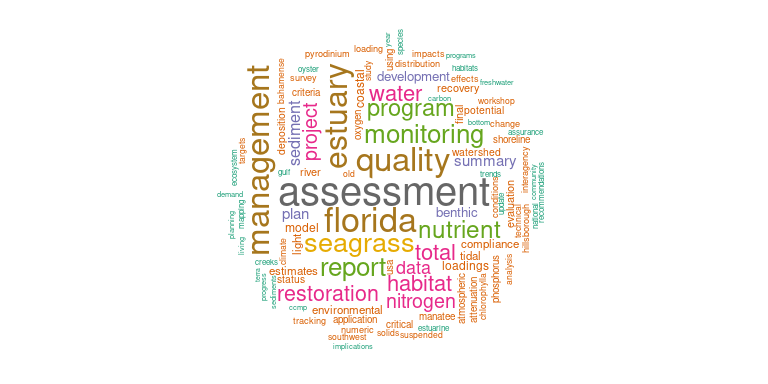 year
species
pyrodinium
loading
using
impacts
programs
distribution
oyster
survey
study
development
habitats
effects
freshwater
bahamense
criteria
coastal
water
recovery
carbon
workshop
management
estuary
program
final
potential
deposition
sediment
project
oxygen
monitoring
bottom
change
assurance
shoreline
targets
ecosystem
quality
watershed
summary
interagency
gulf
river
old
trends
community
demand
assessment
conditions
update
evaluation
national
recommendations
mapping
planning
plan
florida
benthic
technical
hillsborough
living
model
light
climate
seagrass
nutrient
total
compliance
tidal
creeks
estimates
report
usa
data
loadings
phosphorus
analysis
terra
progress
sediments
status
restoration
habitat
nitrogen
atmospheric
attenuation
chlorophylla
ccmp
environmental
tracking
application
manatee
critical
estuarine
numeric
southwest
solids
suspended
implications